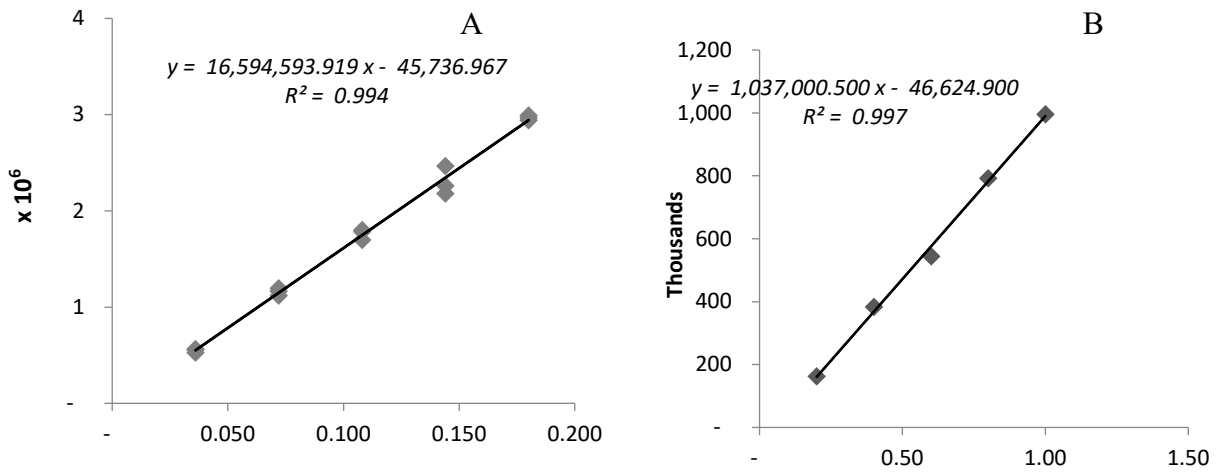 A
4
y = 16,594,593.919 x - 45,736.967
R² = 0.994
3
2
1
-
x 10⁶
- 0.050 0.100 0.150 0.200
B
1,200
y = 1,037,000.500 x - 46,624.900
R² = 0.997
1,000
800
600
400
200
-
Thousands
- 0.50 1.00 1.50